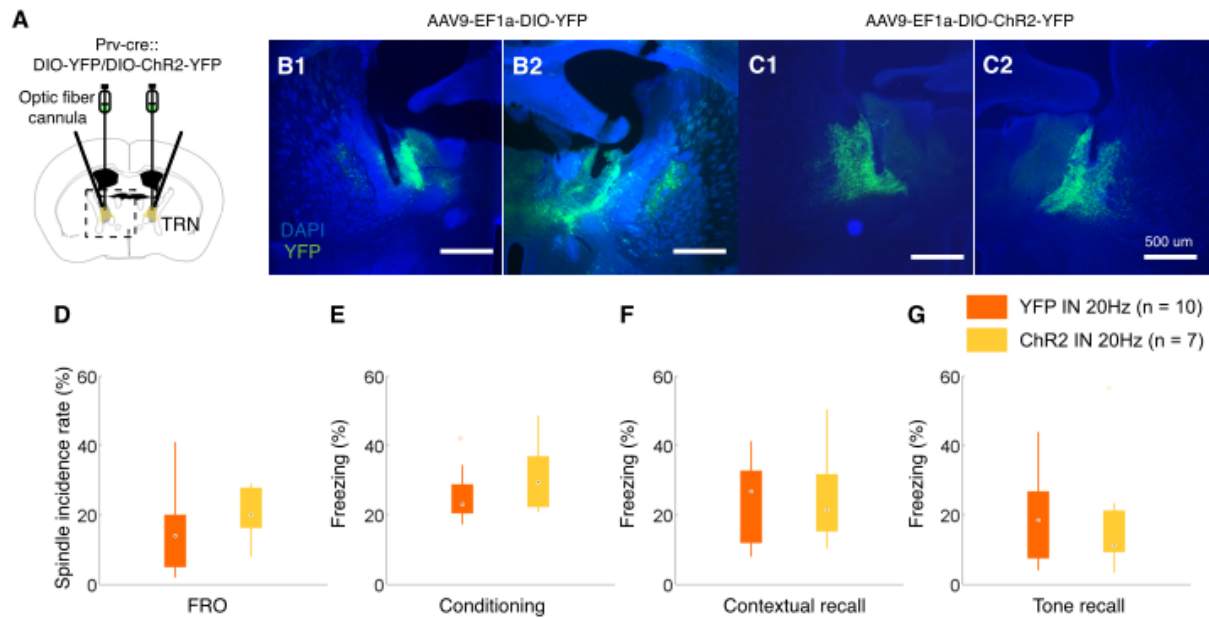 A
AAV9-EF1a-DIO-YFP
AAV9-EF1a-DIO-ChR2-YFP
Prv-cre::
DIO-YFP/DIO-ChR2-YFP
Optic fiber
cannula
TRN
B1
B2
C1
C2
DAPI
YFP
500 um
D
E
F
G
YFP IN 20Hz (n = 10)
ChR2 IN 20Hz (n = 7)
Spindle incidence rate (%)
60
40
20
0
FRO
Freezing (%)
60
40
20
0
Conditioning
Freezing (%)
60
40
20
0
Contextual recall
Freezing (%)
60
40
20
0
Tone recall